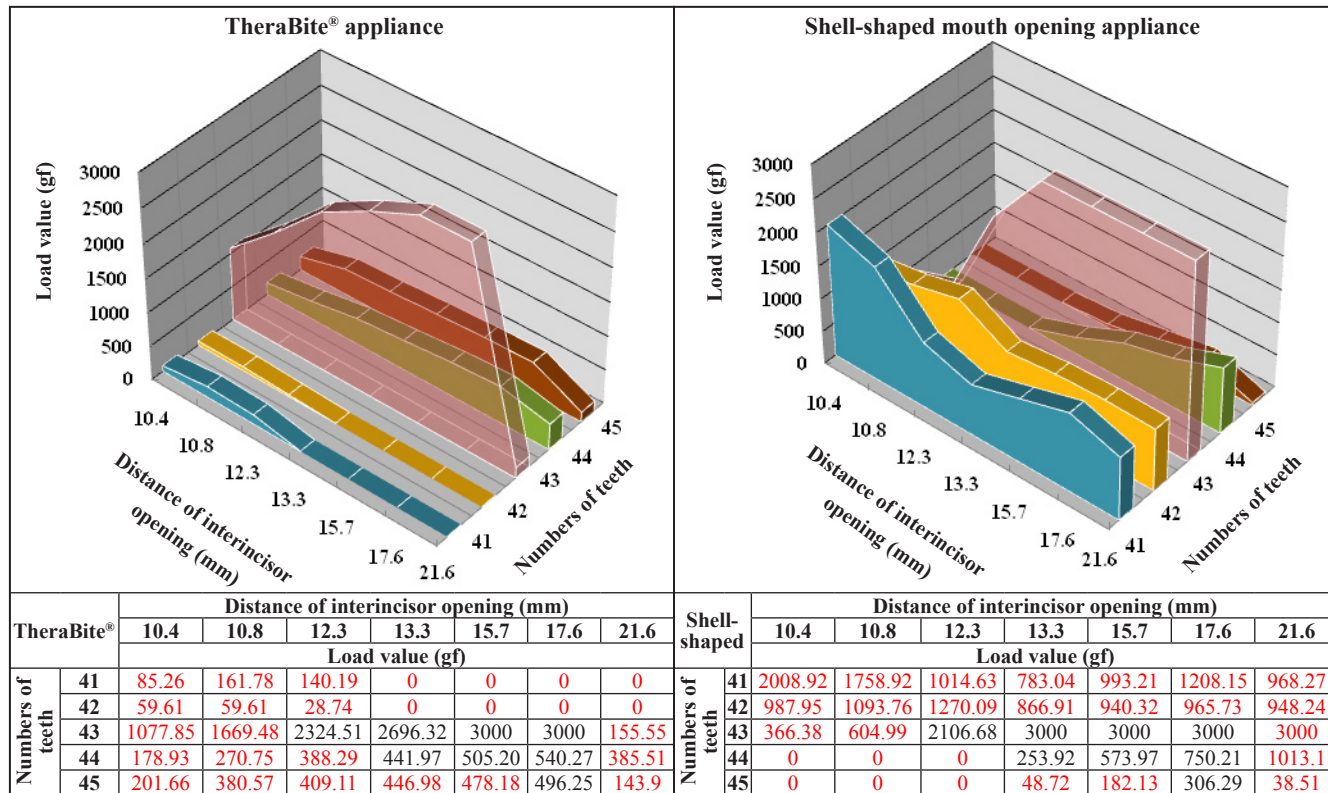 TheraBite® appliance
Load value (gf)
3000
2500
2000
1500
1000
500
0
10.4
10.8
12.3
13.3
15.7
17.6
21.6
Distance of interincisor
opening (mm)
41
42
43
44
45
Numbers of teeth
Shell-shaped mouth opening appliance
Load value (gf)
3000
2500
2000
1500
1000
500
0
10.4
10.8
12.3
13.3
15.7
17.6
21.6
Distance of interincisor
opening (mm)
41
42
43
44
45
Numbers of teeth
TheraBite® Distance of interincisor opening (mm)
10.4 10.8 12.3 13.3 15.7 17.6 21.6
Load value (gf)
Numbers of
teeth
41 85.26 161.78 140.19 0 0 0 0
42 59.61 59.61 28.74 0 0 0 0
43 1077.85 1669.48 2324.51 2696.32 3000 3000 155.55
44 178.93 270.75 388.29 441.97 505.20 540.27 385.51
45 201.66 380.57 409.11 446.98 478.18 496.25 143.9
Shell-
shaped
Distance of interincisor opening (mm)
10.4 10.8 12.3 13.3 15.7 17.6 21.6
Load value (gf)
Numbers of
teeth
41 2008.92 1758.92 1014.63 783.04 993.21 1208.15 968.27
42 987.95 1093.76 1270.09 866.91 940.32 965.73 948.24
43 366.38 604.99 2106.68 3000 3000 3000 3000
44 0 0 0 253.92 573.97 750.21 1013.1
45 0 0 0 48.72 182.13 306.29 38.51